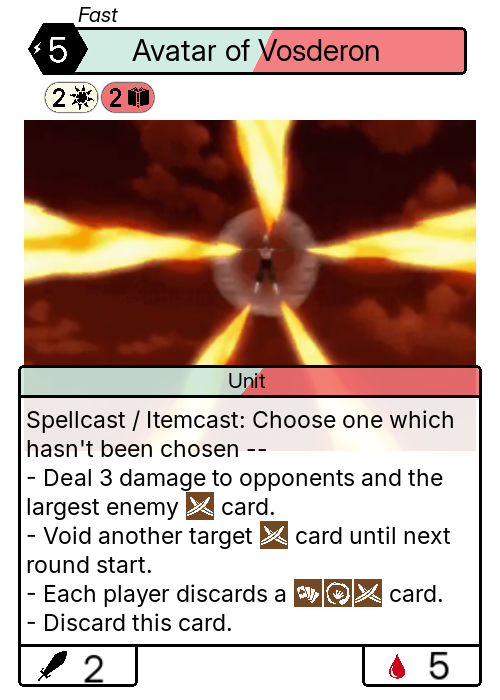 Fast
5 Avatar of Vosderon
2 2
Unit
Spellcast / Itemcast: Choose one which
hasn't been chosen --
- Deal 3 damage to opponents and the
largest enemy card.
- Void another target card until next
round start.
- Each player discards a card.
- Discard this card.
2 5